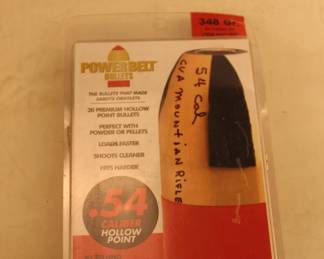 348 Gr.
POWERBELT
BULLETS
THE BULLETS THAT MADE
SABOTS OBSOLETE
20 PREMIUM HOLLOW
POINT BULLETS
PERFECT WITH
POWDER OR PELLETS
LOADS FASTER
SHOOTS CLEANER
HITS HARDER
.54
CALIBER
HOLLOW
POINT
54 cal
CVA MOUNTIAN RIFLE